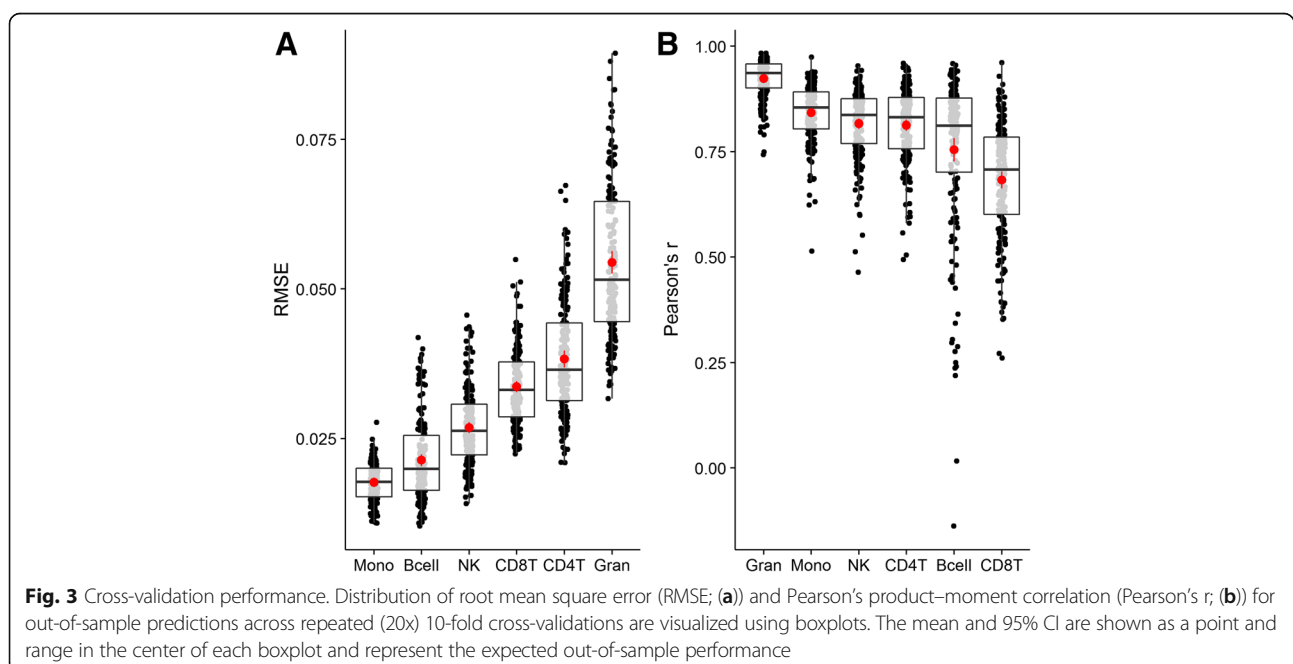 A
RMSE
0.075
0.050
0.025
Mono Bcell NK CD8T CD4T Gran
B
Pearson's r
1.00
0.75
0.50
0.25
0.00
Gran Mono NK CD4T Bcell CD8T
Fig. 3 Cross-validation performance. Distribution of root mean square error (RMSE; (a)) and Pearson's product–moment correlation (Pearson's r; (b)) for
out-of-sample predictions across repeated (20x) 10-fold cross-validations are visualized using boxplots. The mean and 95% CI are shown as a point and
range in the center of each boxplot and represent the expected out-of-sample performance